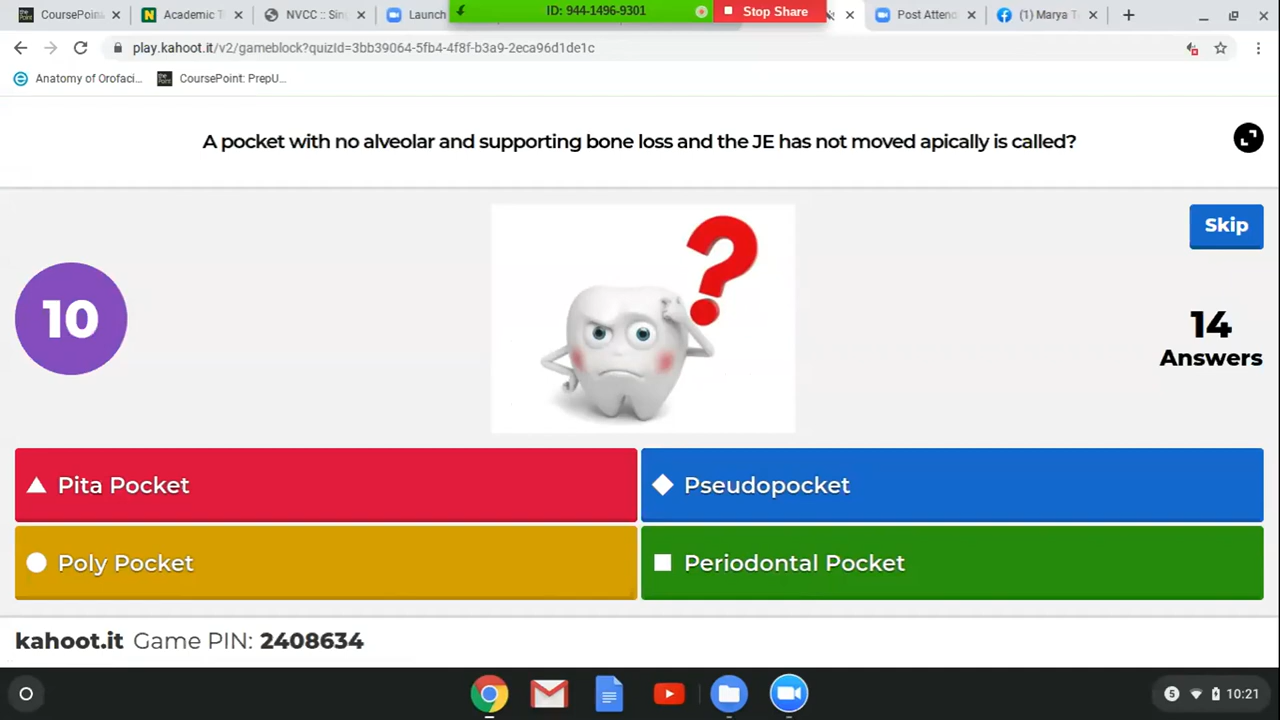 CoursePoint
Academic T
NVCC :: Sin
Launch
ID: 944-1496-9301
Stop Share
Post Atteno
(1) Marya T
play.kahoot.it/v2/gameblock?quizId=3bb39064-5fb4-4f8f-b3a9-2eca96d1de1c
Anatomy of Orofaci...
the Point
CoursePoint: PrepU...
A pocket with no alveolar and supporting bone loss and the JE has not moved apically is called?
Skip
10
14
Answers
Pita Pocket
Pseudopocket
Poly Pocket
Periodontal Pocket
kahoot.it Game PIN: 2408634
5
10:21